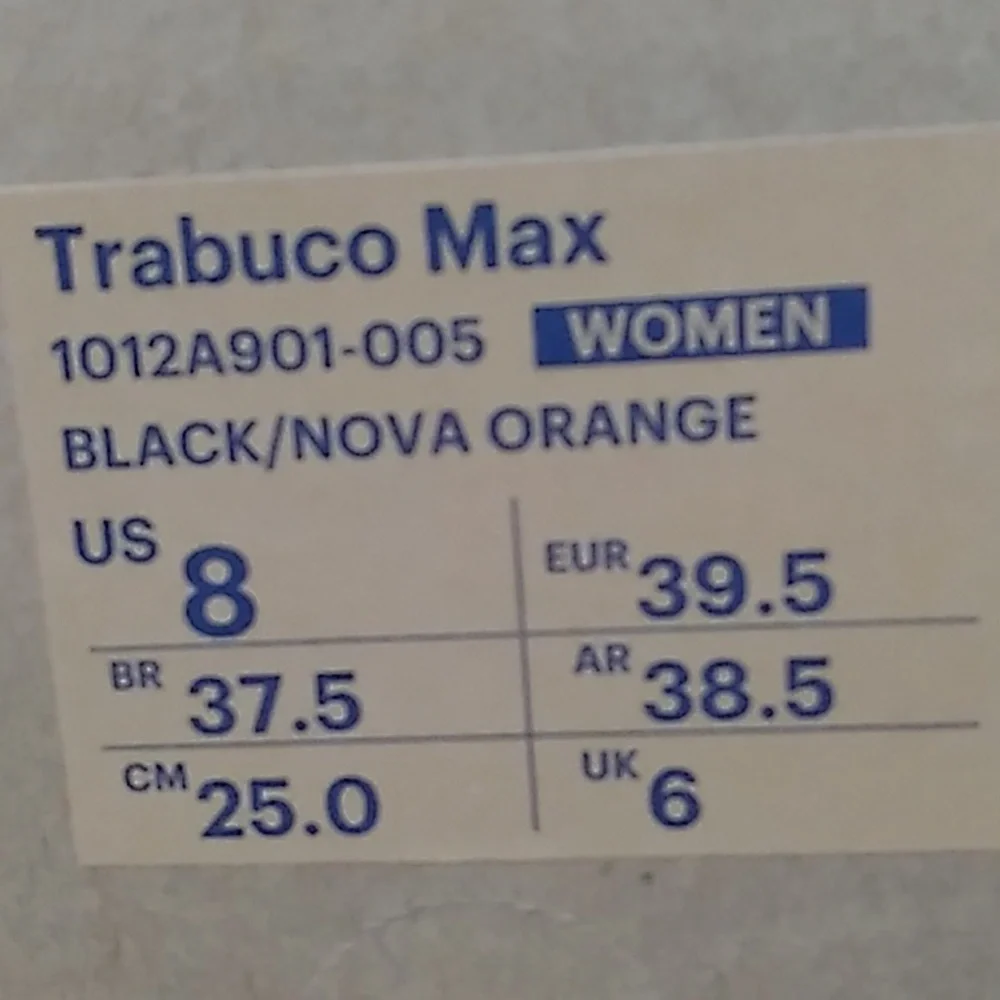 Trabuco Max
1012A901-005 WOMEN
BLACK/NOVA ORANGE
US 8 EUR 39.5
BR 37.5 AR 38.5
CM 25.0 UK 6